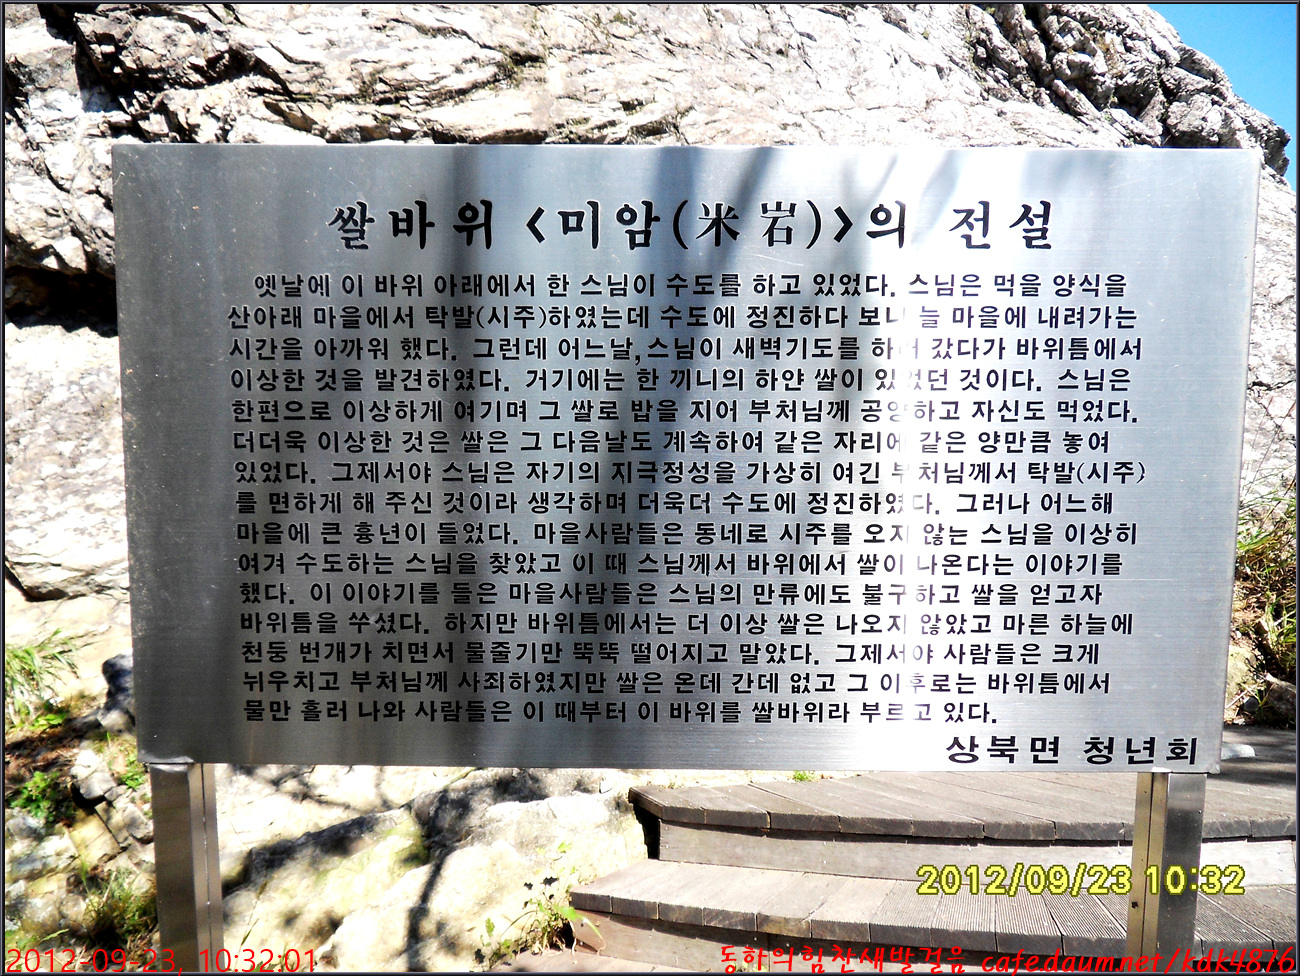 쌀바위 <미암(米岩)>의 전설
옛날에 이 바위 아래에서 한 스님이 수도를 하고 있었다. 스님은 먹을 양식을
산아래 마을에서 탁발(시주)하였는데 수도에 정진하다 보니 늘 마을에 내려가는
시간을 아까워 했다. 그런데 어느날, 스님이 새벽기도를 하러 갔다가 바위틈에서
이상한 것을 발견하였다. 거기에는 한 끼니의 하얀 쌀이 있었던 것이다. 스님은
한편으로 이상하게 여기며 그 쌀로 밥을 지어 부처님께 공양하고 자신도 먹었다.
더더욱 이상한 것은 쌀은 그 다음날도 계속하여 같은 자리에 같은 양만큼 놓여
있었다. 그제서야 스님은 자기의 지극정성을 가상히 여긴 부처님께서 탁발(시주)
를 면하게 해 주신 것이라 생각하며 더욱더 수도에 정진하였다. 그러나 어느해
마을에 큰 흉년이 들었다. 마을사람들은 동네로 시주를 오지 않는 스님을 이상히
여겨 수도하는 스님을 찾았고 이 때 스님께서 바위에서 쌀이 나온다는 이야기를
했다. 이 이야기를 들은 마을사람들은 스님의 만류에도 불구하고 쌀을 얻고자
바위틈을 쑤셨다. 하지만 바위틈에서는 더 이상 쌀은 나오지 않았고 마른 하늘에
천둥 번개가 치면서 물줄기만 뚝뚝 떨어지고 말았다. 그제서야 사람들은 크게
뉘우치고 부처님께 사죄하였지만 쌀은 온데 간데 없고 그 이후로는 바위틈에서
물만 흘러 나와 사람들은 이 때부터 이 바위를 쌀바위라 부르고 있다.
상북면 청년회
2012/09/23 10:32
2012-09-23, 10:32:01
동학의힘찬새발걸음 cafe.daum.net/kdk4876